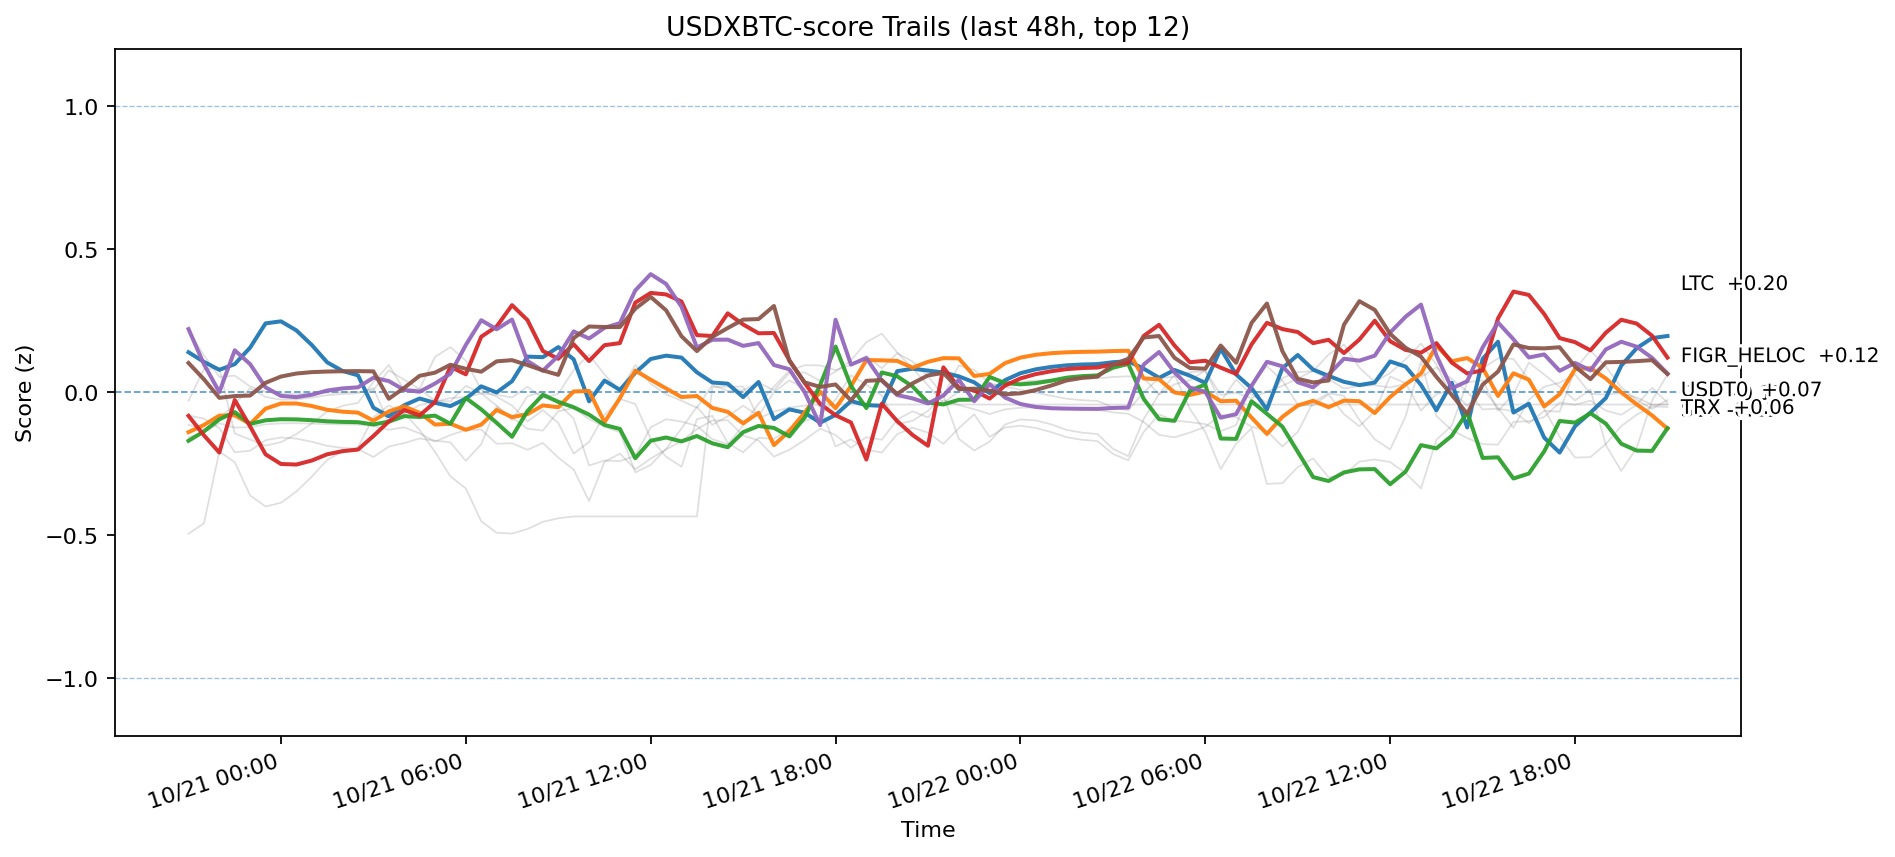 USDXBTC-score Trails (last 48h, top 12)
Score (z)
1.0
0.5
0.0
−0.5
−1.0
LTC +0.20
FIGR_HELOC +0.12
USDT0 +0.07
TRX +0.06
10/21 00:00
10/21 06:00
10/21 12:00
10/21 18:00
10/22 00:00
10/22 06:00
10/22 12:00
10/22 18:00
Time